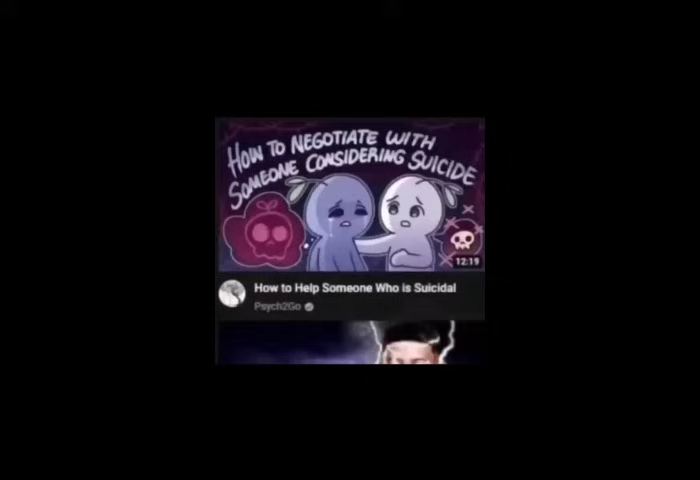 HOW TO NEGOTIATE WITH
SOMEONE CONSIDERING SUICIDE
12:19
How to Help Someone Who is Suicidal
Psych2Go